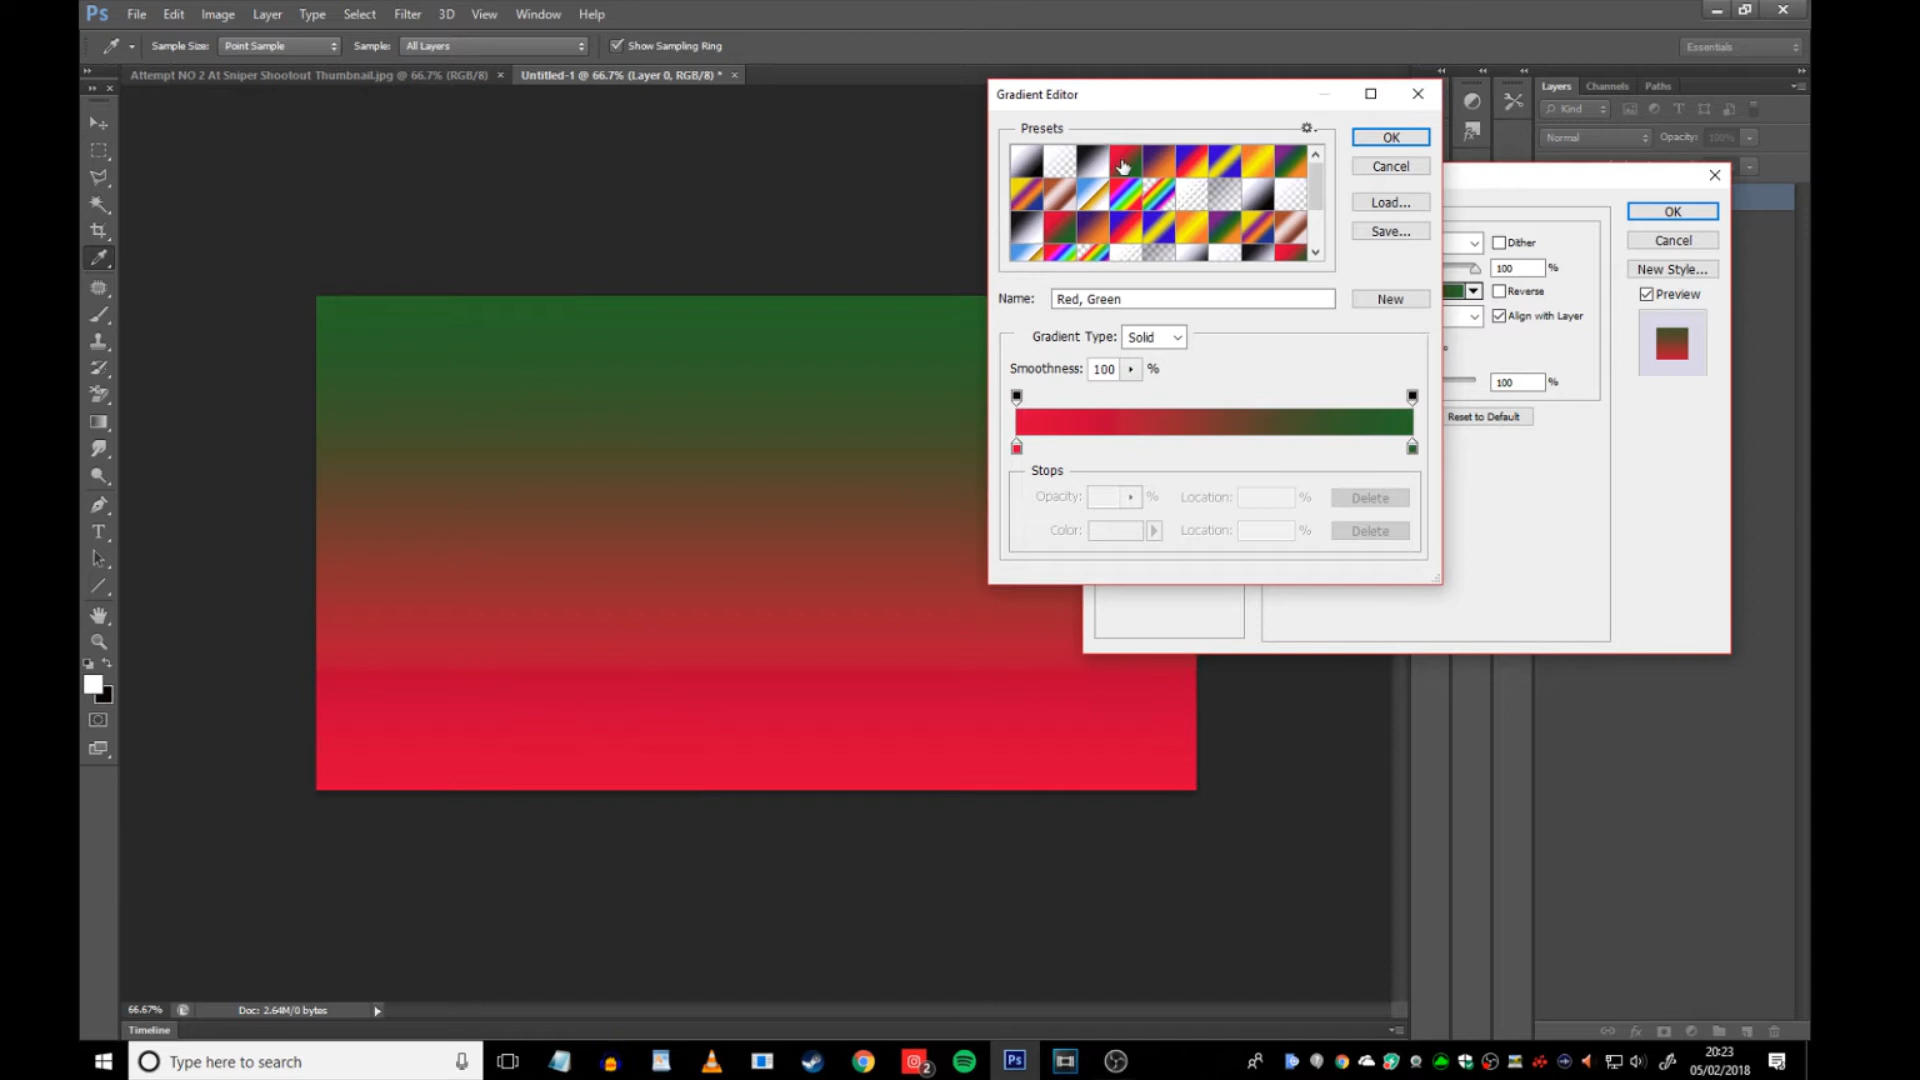 Ps File Edit Image Layer Type Select Filter 3D View Window Help
Sample Size: Point Sample Sample: All Layers Show Sampling Ring Essentials
Attempt NO 2 At Sniper Shootout Thumbnail.jpg @ 66.7% (RGB/8) × Untitled-1 @ 66.7% (Layer 0, RGB/8) * ×
Layers Channels Paths
Kind
Normal Opacity: 100%
Gradient Editor
Presets
OK
Cancel
Load...
Save...
Name: Red, Green New
Gradient Type: Solid
Smoothness: 100 %
Stops
Opacity: % Location: % Delete
Color: Location: % Delete
OK
Cancel
New Style...
Preview
Dither
100 %
Reverse
Align with Layer
100 %
Reset to Default
66.67% Doc: 2.64M/0 bytes
Timeline
Type here to search
2
Ps
20:23
05/02/2018